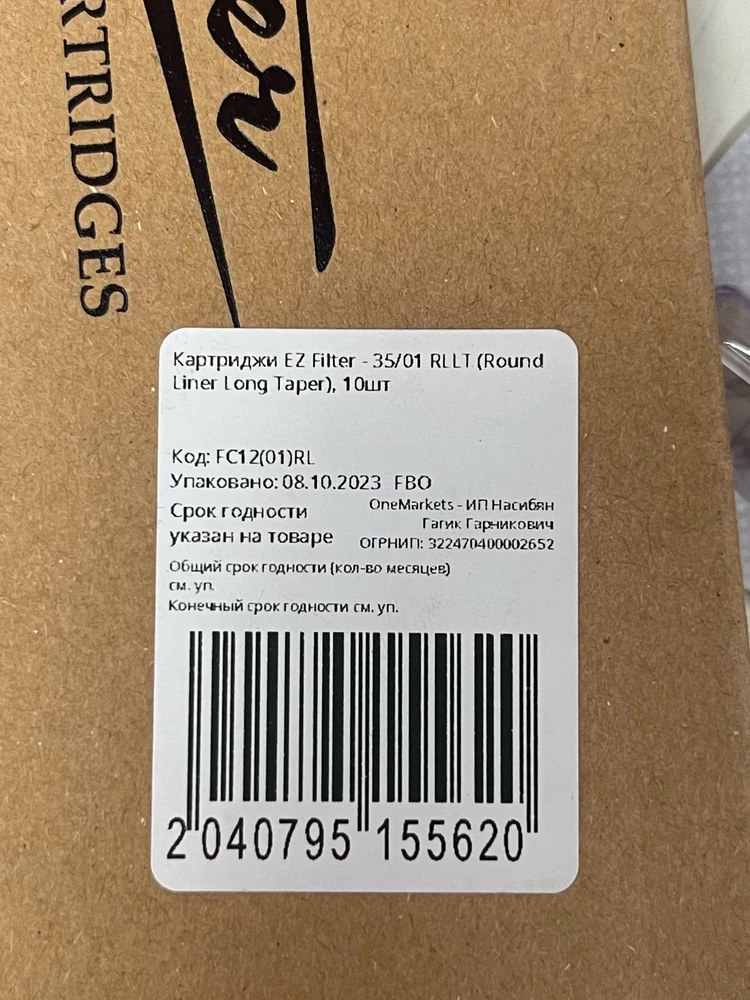 er
RTRIDGES
Картриджи EZ Filter - 35/01 RLLT (Round
Liner Long Taper), 10шт
Код: FC12(01)RL
Упаковано: 08.10.2023 FBO
Срок годности
указан на товаре
OneMarkets - ИП Насибян
Гагик Гарникович
ОГРНИП: 322470400002652
Общий срок годности (кол-во месяцев)
см. уп.
Конечный срок годности см. уп.
2 040795 155620